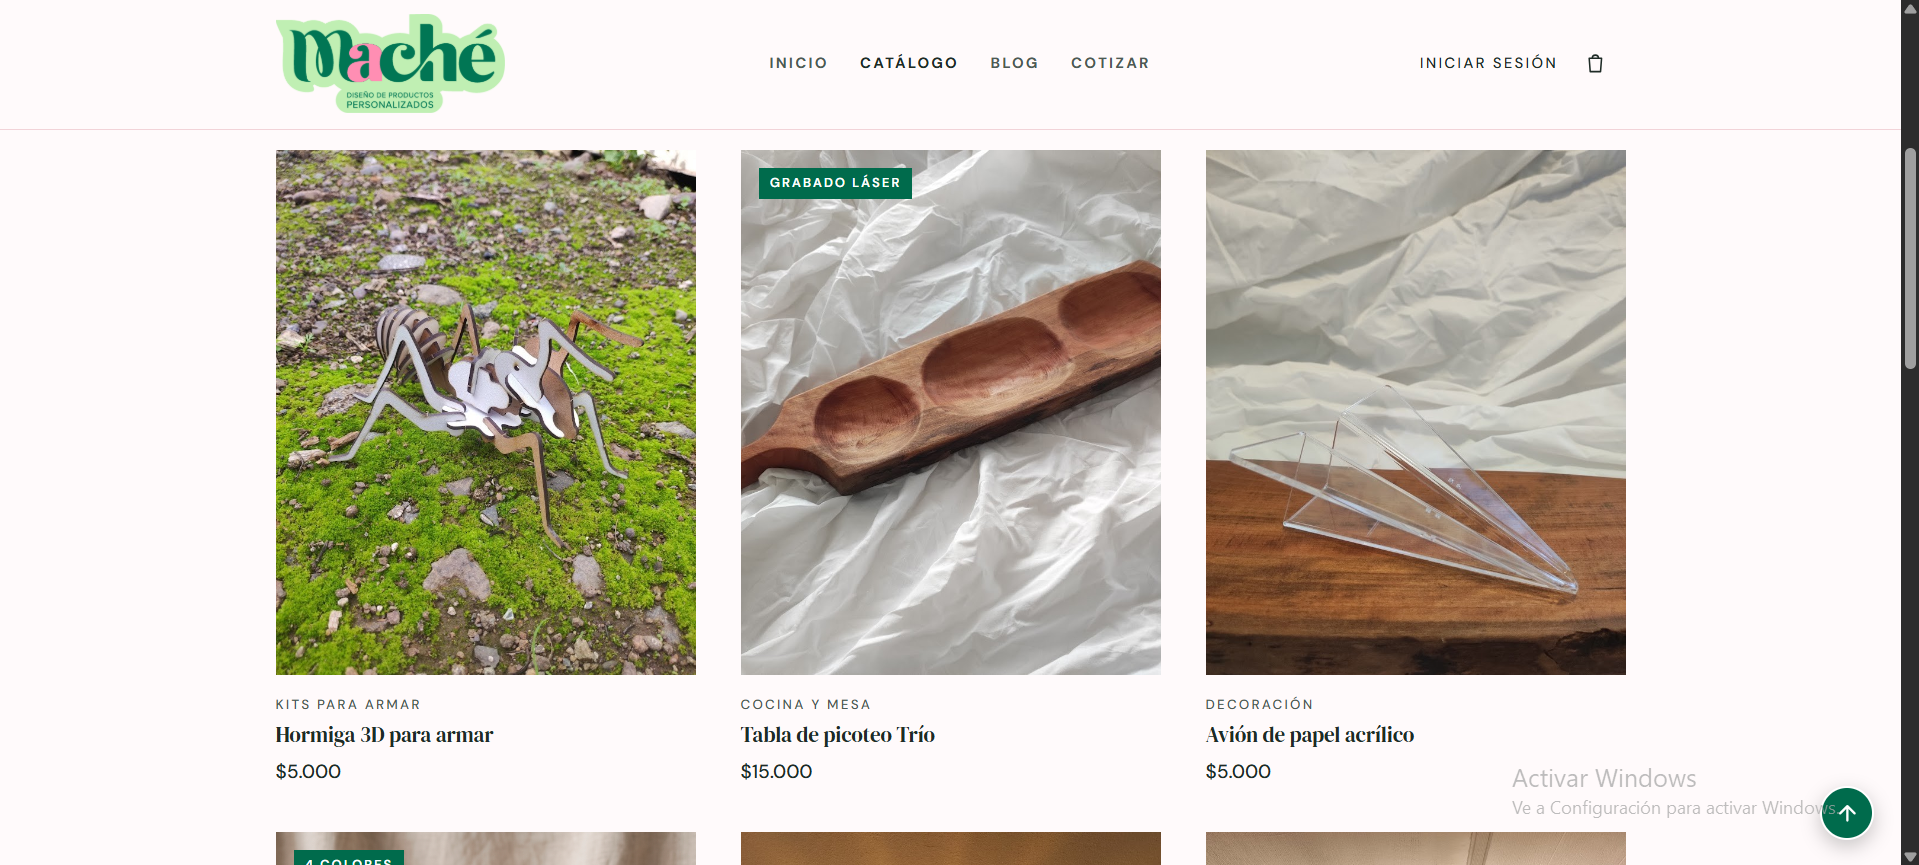 Maché
DISEÑO DE PRODUCTOS
PERSONALIZADOS
INICIO
CATÁLOGO
BLOG
COTIZAR
INICIAR SESIÓN
GRABADO LÁSER
KITS PARA ARMAR
Hormiga 3D para armar
$5.000
COCINA Y MESA
Tabla de picoteo Trío
$15.000
DECORACIÓN
Avión de papel acrílico
$5.000
Activar Windows
Ve a Configuración para activar Windows.
4 COLORES